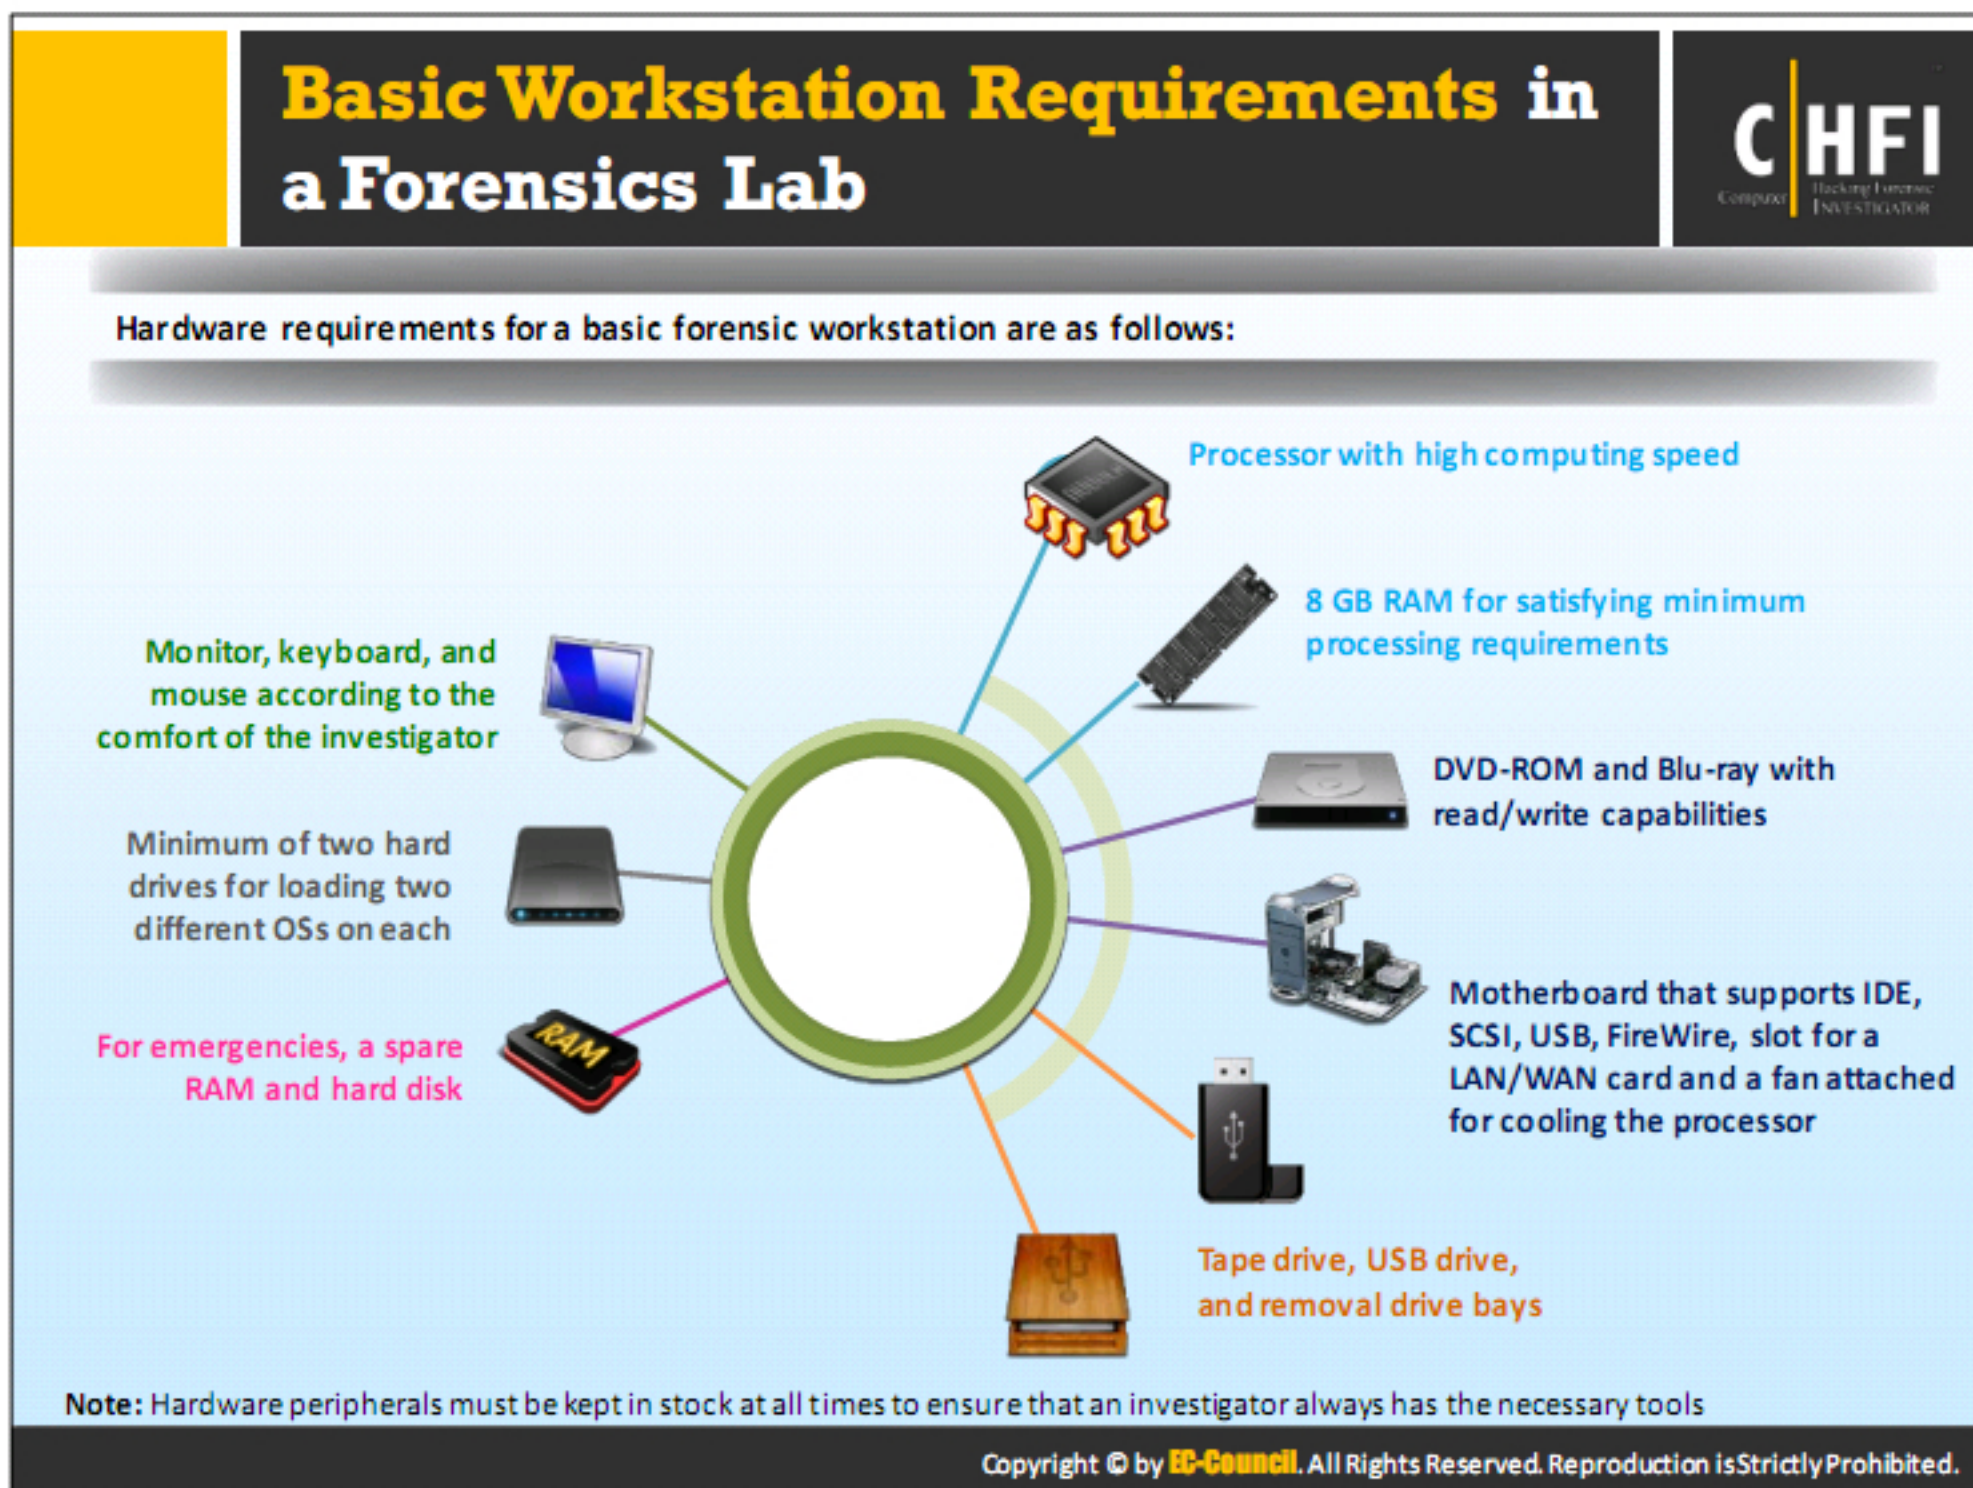 Basic Workstation Requirements in
a Forensics Lab
C HFI
Computer
Hacking Forensic
INVESTIGATOR
Hardware requirements for a basic forensic workstation are as follows:
Processor with high computing speed
8 GB RAM for satisfying minimum
processing requirements
DVD-ROM and Blu-ray with
read/write capabilities
Motherboard that supports IDE,
SCSI, USB, FireWire, slot for a
LAN/WAN card and a fan attached
for cooling the processor
Tape drive, USB drive,
and removal drive bays
Monitor, keyboard, and
mouse according to the
comfort of the investigator
Minimum of two hard
drives for loading two
different OSs on each
RAM
For emergencies, a spare
RAM and hard disk
Note: Hardware peripherals must be kept in stock at all times to ensure that an investigator always has the necessary tools
Copyright © by EC-Council. All Rights Reserved. Reproduction is Strictly Prohibited.